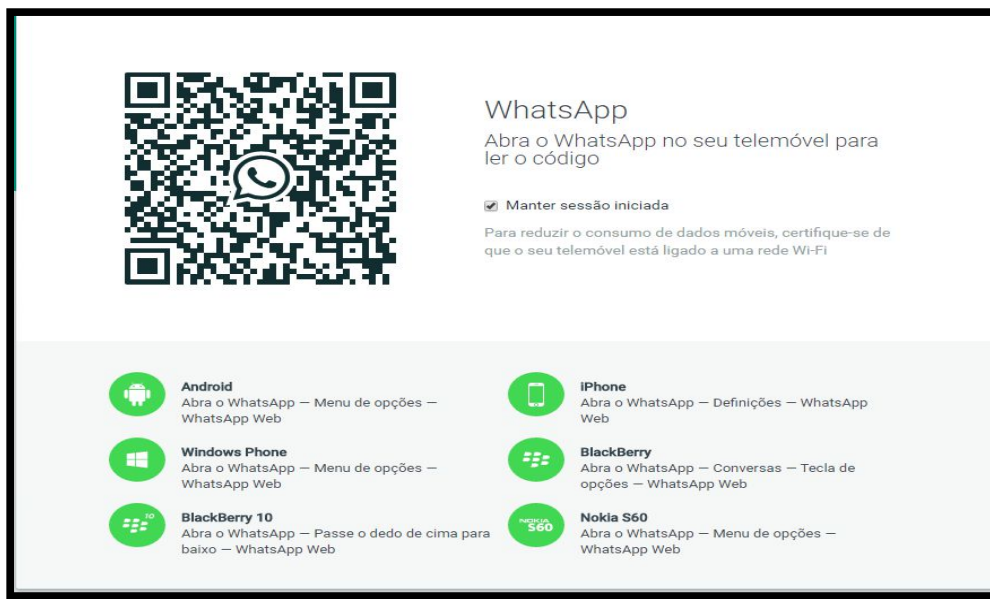 WhatsApp
Abra o WhatsApp no seu telemóvel para
ler o código
Manter sessão iniciada
Para reduzir o consumo de dados móveis, certifique-se de
que o seu telemóvel está ligado a uma rede Wi-Fi
Android
Abra o WhatsApp — Menu de opções —
WhatsApp Web
iPhone
Abra o WhatsApp — Definições — WhatsApp
Web
Windows Phone
Abra o WhatsApp — Menu de opções —
WhatsApp Web
BlackBerry
Abra o WhatsApp — Conversas — Tecla de
opções — WhatsApp Web
10
BlackBerry 10
Abra o WhatsApp — Passe o dedo de cima para
baixo — WhatsApp Web
NOKIA
S60
Nokia S60
Abra o WhatsApp — Menu de opções —
WhatsApp Web